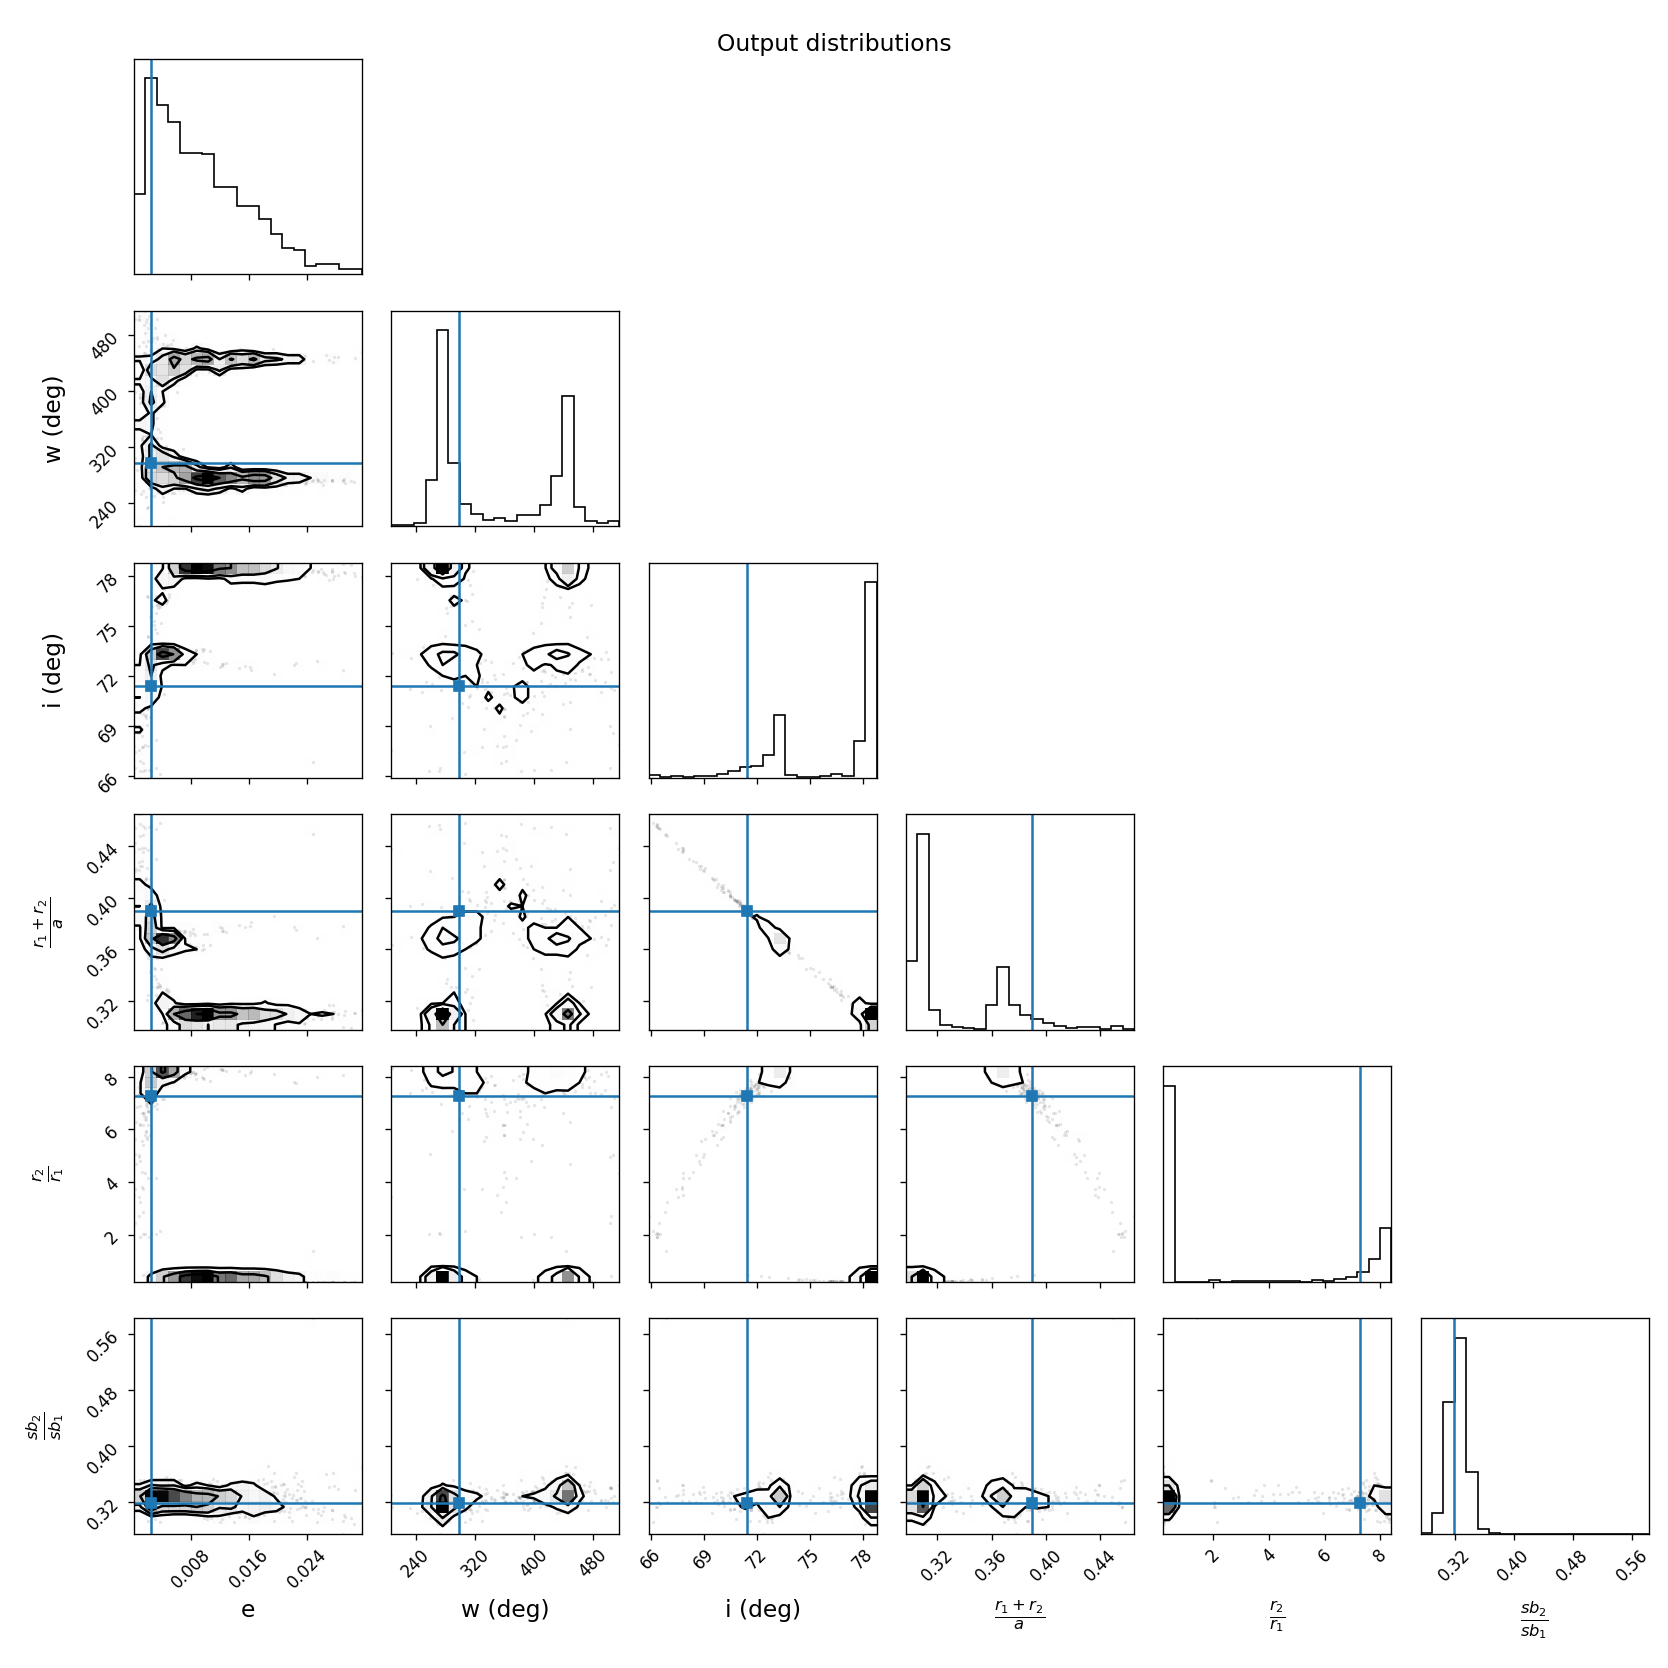 Output distributions
480
400
320
240
w (deg)
78
75
72
69
66
i (deg)
0.44
0.40
0.36
0.32
r1 + r2
a
8
6
4
2
r2
r1
0.56
0.48
0.40
0.32
sb2
sb1
0.008 0.016 0.024
240 320 400 480
66 69 72 75 78
0.32 0.36 0.40 0.44
2 4 6 8
0.32 0.40 0.48 0.56
e
w (deg)
i (deg)
r1 + r2
a
r2
r1
sb2
sb1